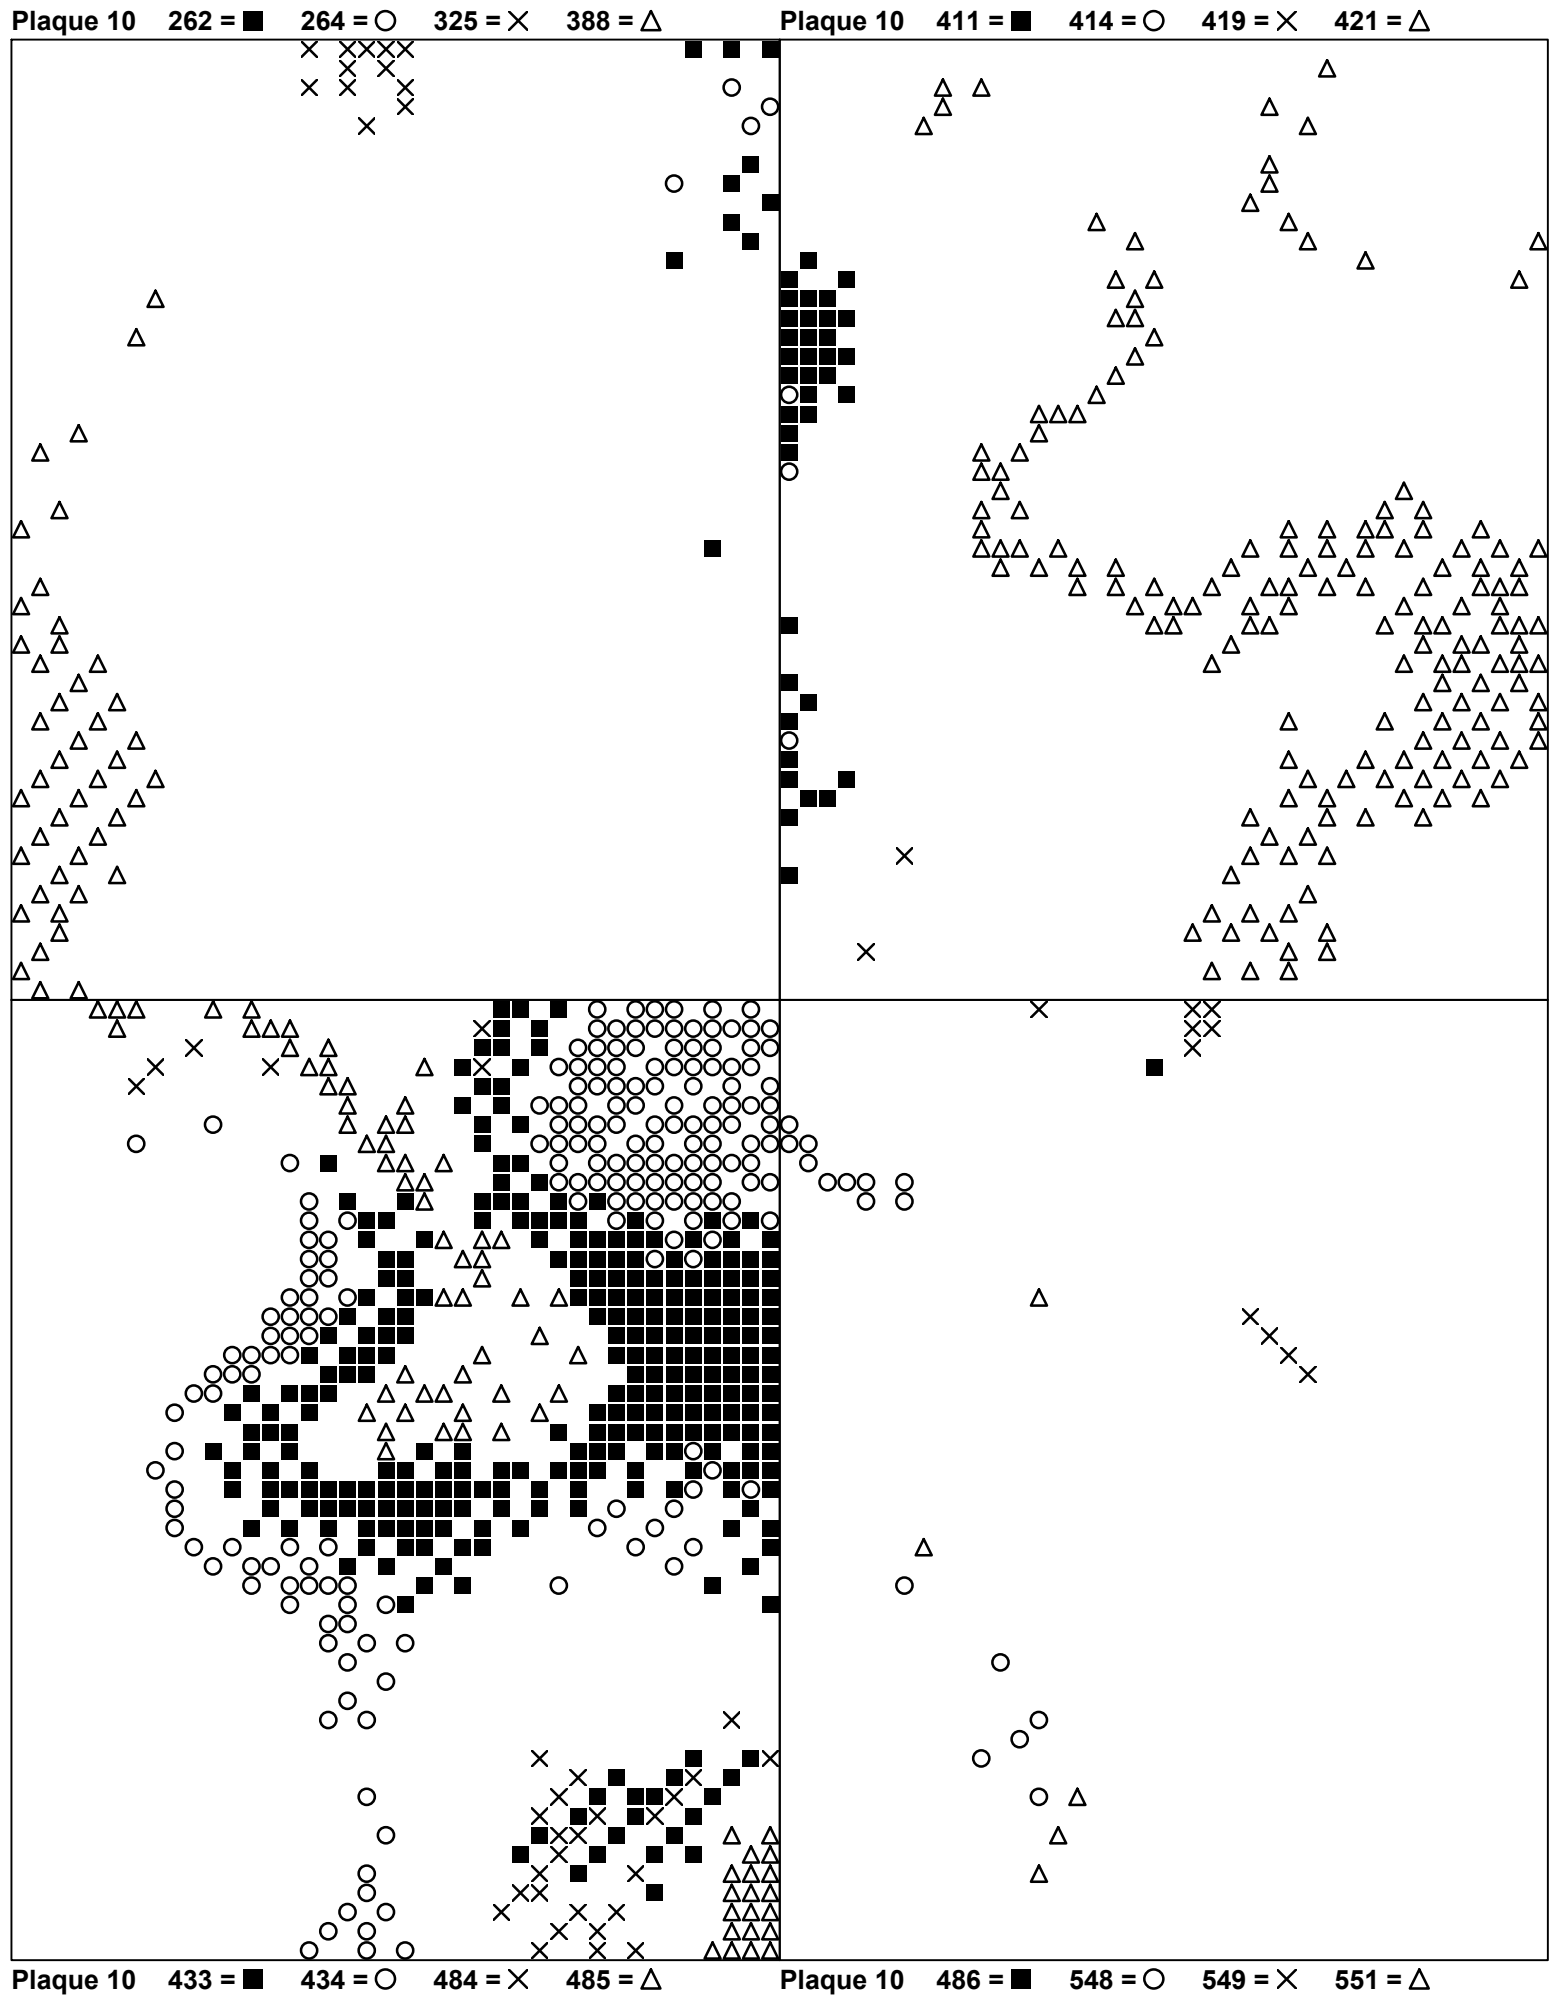 Plaque 10 262 = ■ 264 = ○ 325 = × 388 = △
Plaque 10 411 = ■ 414 = ○ 419 = × 421 = △
Plaque 10 433 = ■ 434 = ○ 484 = × 485 = △
Plaque 10 486 = ■ 548 = ○ 549 = × 551 = △